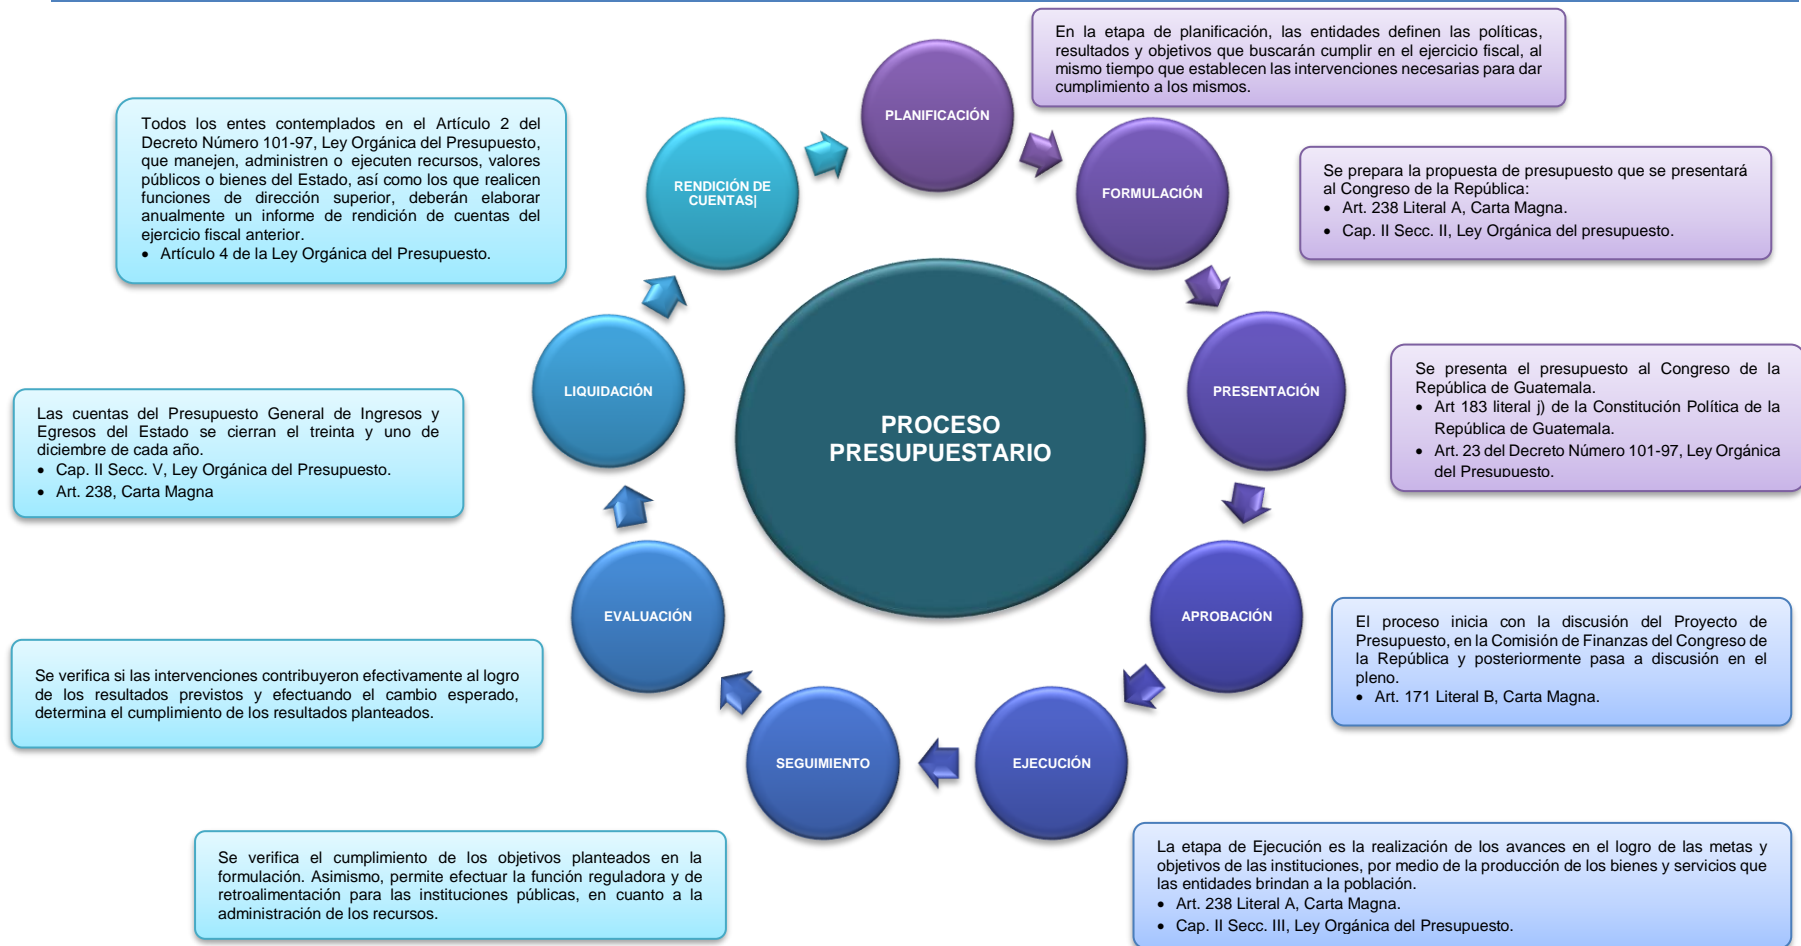 PROCESO
PRESUPUESTARIO
PLANIFICACIÓN
En la etapa de planificación, las entidades definen las políticas,
resultados y objetivos que buscarán cumplir en el ejercicio fiscal, al
mismo tiempo que establecen las intervenciones necesarias para dar
cumplimiento a los mismos.
FORMULACIÓN
Se prepara la propuesta de presupuesto que se presentará
al Congreso de la República:
• Art. 238 Literal A, Carta Magna.
• Cap. II Secc. II, Ley Orgánica del presupuesto.
PRESENTACIÓN
Se presenta el presupuesto al Congreso de la
República de Guatemala.
• Art 183 literal j) de la Constitución Política de la
República de Guatemala.
• Art. 23 del Decreto Número 101-97, Ley Orgánica
del Presupuesto.
APROBACIÓN
El proceso inicia con la discusión del Proyecto de
Presupuesto, en la Comisión de Finanzas del Congreso de
la República y posteriormente pasa a discusión en el
pleno.
• Art. 171 Literal B, Carta Magna.
EJECUCIÓN
La etapa de Ejecución es la realización de los avances en el logro de las metas y
objetivos de las instituciones, por medio de la producción de los bienes y servicios que
las entidades brindan a la población.
• Art. 238 Literal A, Carta Magna.
• Cap. II Secc. III, Ley Orgánica del Presupuesto.
SEGUIMIENTO
Se verifica el cumplimiento de los objetivos planteados en la
formulación. Asimismo, permite efectuar la función reguladora y de
retroalimentación para las instituciones públicas, en cuanto a la
administración de los recursos.
EVALUACIÓN
Se verifica si las intervenciones contribuyeron efectivamente al logro
de los resultados previstos y efectuando el cambio esperado,
determina el cumplimiento de los resultados planteados.
LIQUIDACIÓN
Las cuentas del Presupuesto General de Ingresos y
Egresos del Estado se cierran el treinta y uno de
diciembre de cada año.
• Cap. II Secc. V, Ley Orgánica del Presupuesto.
• Art. 238, Carta Magna
RENDICIÓN DE
CUENTAS|
Todos los entes contemplados en el Artículo 2 del
Decreto Número 101-97, Ley Orgánica del Presupuesto,
que manejen, administren o ejecuten recursos, valores
públicos o bienes del Estado, así como los que realicen
funciones de dirección superior, deberán elaborar
anualmente un informe de rendición de cuentas del
ejercicio fiscal anterior.
• Artículo 4 de la Ley Orgánica del Presupuesto.